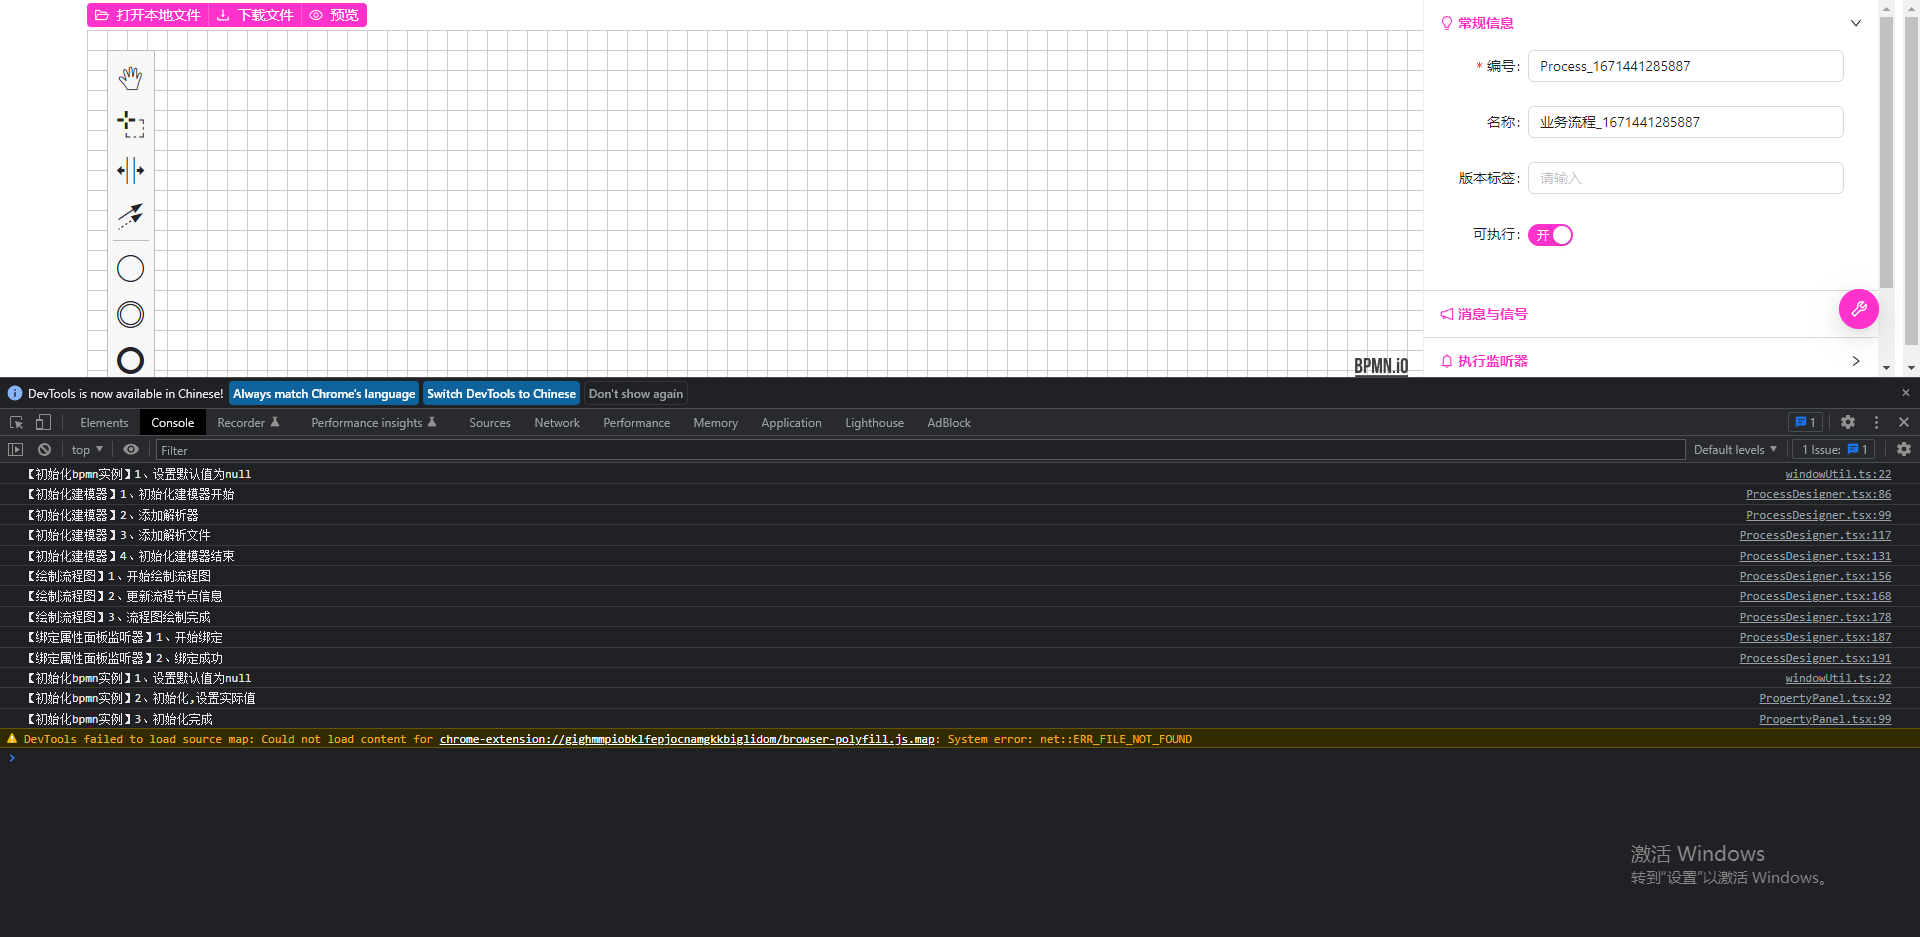 打开本地文件 下载文件 预览
常规信息
* 编号: Process_1671441285887
名称: 业务流程_1671441285887
版本标签: 请输入
可执行: 开
消息与信号
执行监听器
BPMN.iO
DevTools is now available in Chinese! Always match Chrome's language Switch DevTools to Chinese Don't show again
Elements Console Recorder Performance insights Sources Network Performance Memory Application Lighthouse AdBlock 1
top Filter Default levels 1 Issue: 1
【初始化bpmn实例】1、设置默认值为null windowUtil.ts:22
【初始化建模器】1、初始化建模器开始 ProcessDesigner.tsx:86
【初始化建模器】2、添加解析器 ProcessDesigner.tsx:99
【初始化建模器】3、添加解析文件 ProcessDesigner.tsx:117
【初始化建模器】4、初始化建模器结束 ProcessDesigner.tsx:131
【绘制流程图】1、开始绘制流程图 ProcessDesigner.tsx:156
【绘制流程图】2、更新流程节点信息 ProcessDesigner.tsx:168
【绘制流程图】3、流程图绘制完成 ProcessDesigner.tsx:178
【绑定属性面板监听器】1、开始绑定 ProcessDesigner.tsx:187
【绑定属性面板监听器】2、绑定成功 ProcessDesigner.tsx:191
【初始化bpmn实例】1、设置默认值为null windowUtil.ts:22
【初始化bpmn实例】2、初始化,设置实际值 PropertyPanel.tsx:92
【初始化bpmn实例】3、初始化完成 PropertyPanel.tsx:99
DevTools failed to load source map: Could not load content for chrome-extension://gighmmpiobklfepjocnamgkkbiglidom/browser-polyfill.js.map: System error: net::ERR_FILE_NOT_FOUND
激活 Windows
转到“设置”以激活 Windows。